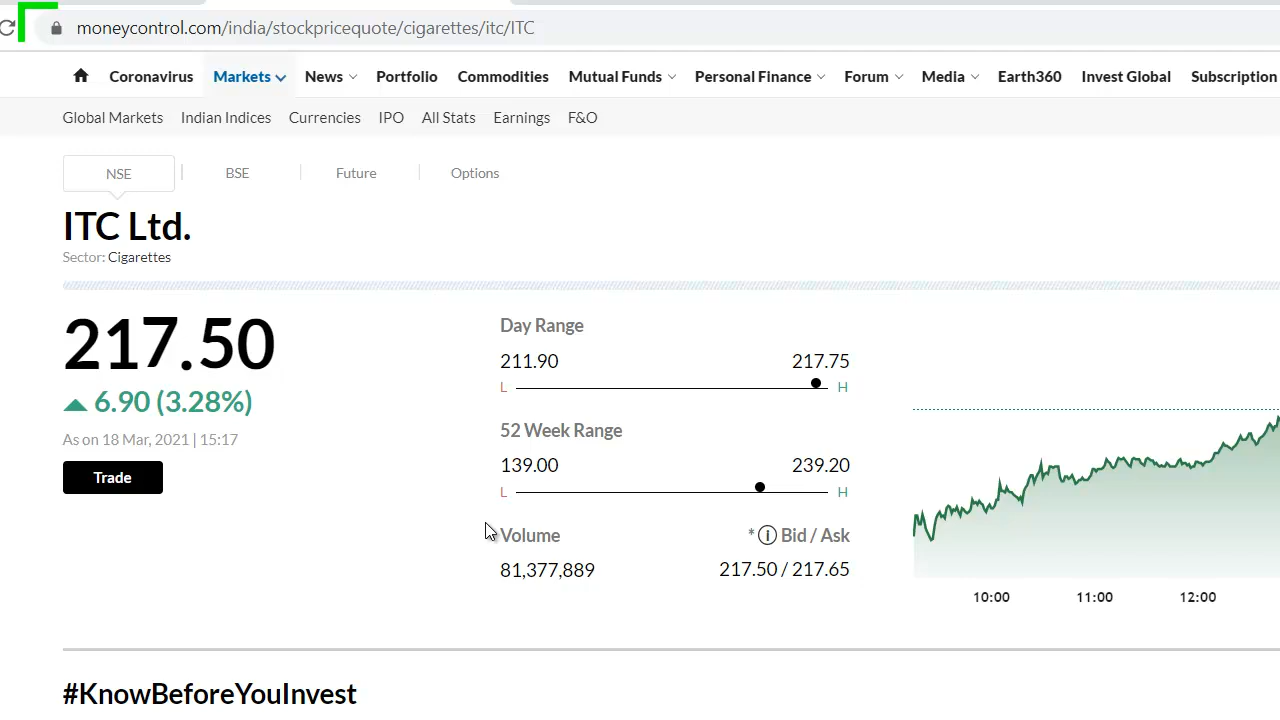 moneycontrol.com/india/stockpricequote/cigarettes/itc/ITC
Coronavirus Markets News Portfolio Commodities Mutual Funds Personal Finance Forum Media Earth360 Invest Global Subscription
Global Markets Indian Indices Currencies IPO All Stats Earnings F&O
NSE BSE Future Options
ITC Ltd.
Sector: Cigarettes
217.50
6.90 (3.28%)
As on 18 Mar, 2021 | 15:17
Trade
Day Range
211.90 217.75
L H
52 Week Range
139.00 239.20
L H
Volume * i Bid / Ask
81,377,889 217.50 / 217.65
10:00 11:00 12:00
#KnowBeforeYouInvest